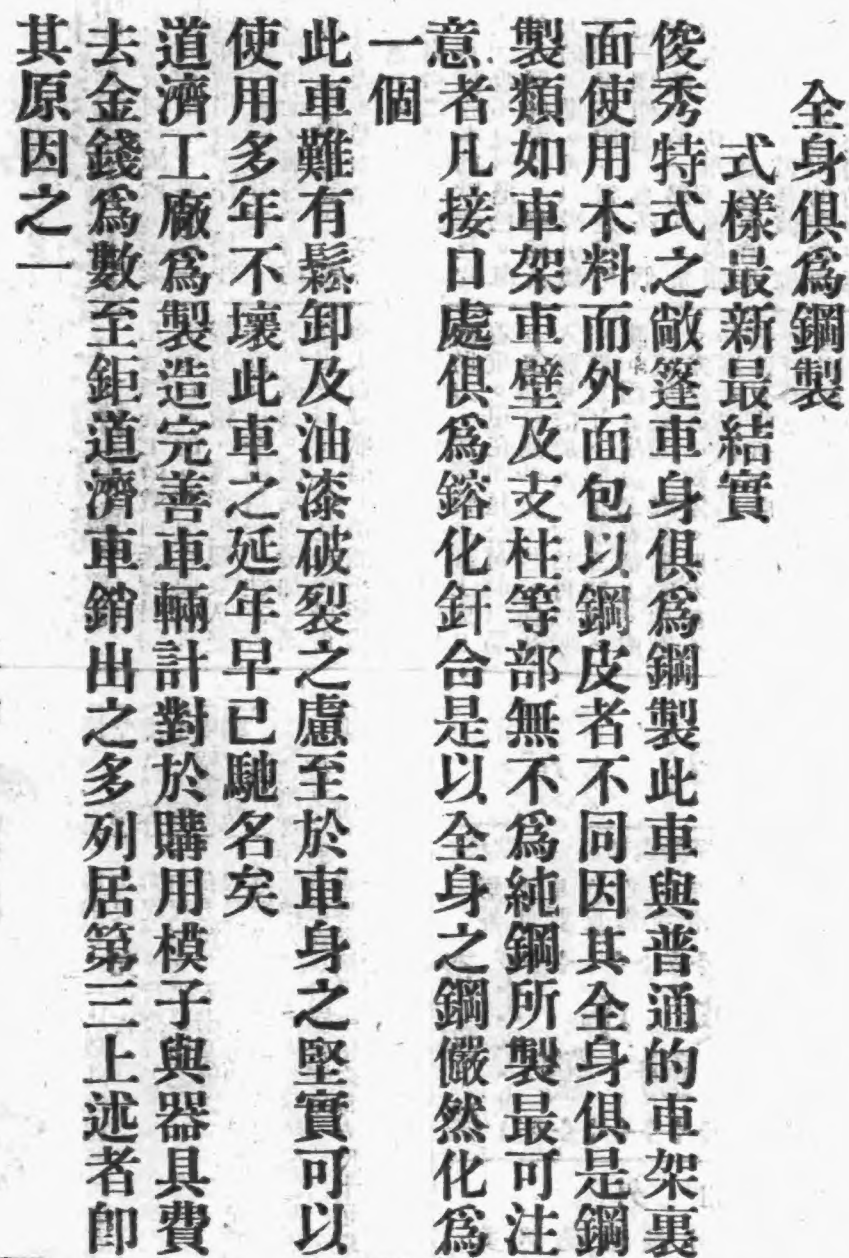 全身俱爲鋼製
式樣最新最結實
俊秀特式之敞篷車身俱爲鋼製此車與普通的車架裏
面使用木料而外面包以鋼皮者不同因其全身俱是鋼
製類如車架車壁及支柱等部無不爲純鋼所製最可注
意者凡接口處俱爲鎔化釬合是以全身之鋼儼然化爲
一個
此車難有鬆卸及油漆破裂之慮至於車身之堅實可以
使用多年不壞此車之延年早已馳名矣
道濟工廠爲製造完善車輛計對於購用模子與器具費
去金錢爲數至鉅道濟車銷出之多列居第三上述者卽
其原因之一